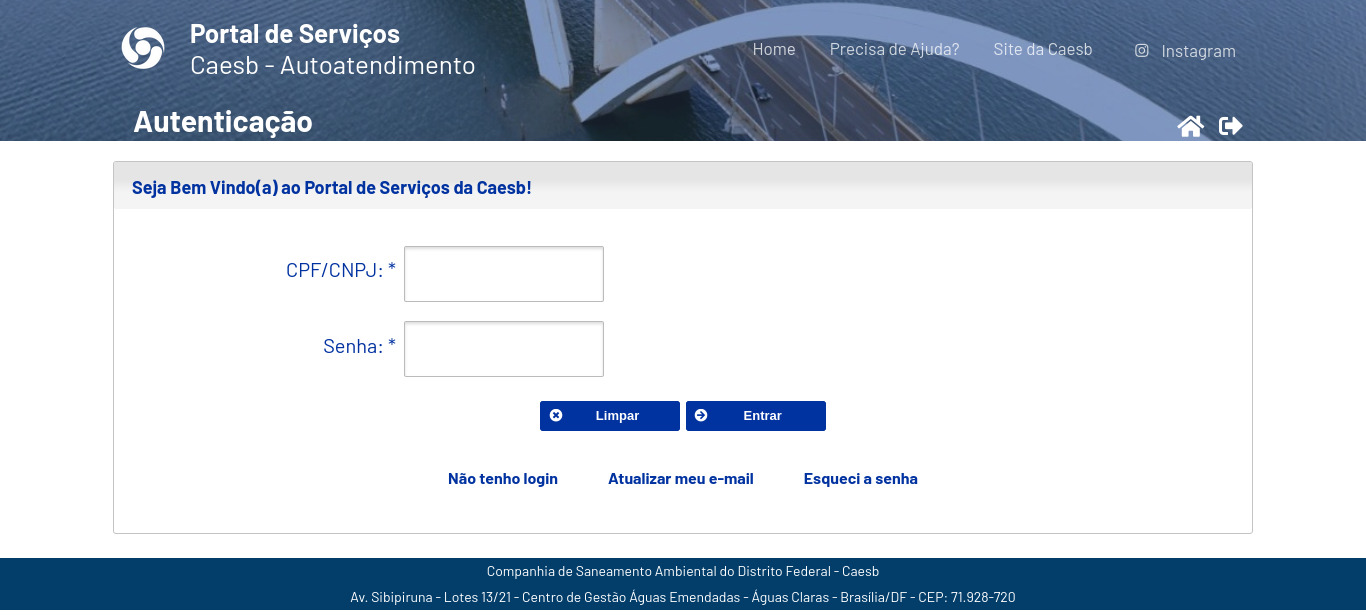 Portal de Serviços
Caesb - Autoatendimento
Home Precisa de Ajuda? Site da Caesb Instagram
Autenticação
Seja Bem Vindo(a) ao Portal de Serviços da Caesb!
CPF/CNPJ: *
Senha: *
Limpar Entrar
Não tenho login Atualizar meu e-mail Esqueci a senha
Companhia de Saneamento Ambiental do Distrito Federal - Caesb
Av. Sibipiruna - Lotes 13/21 - Centro de Gestão Águas Emendadas - Águas Claras - Brasília/DF - CEP: 71.928-720